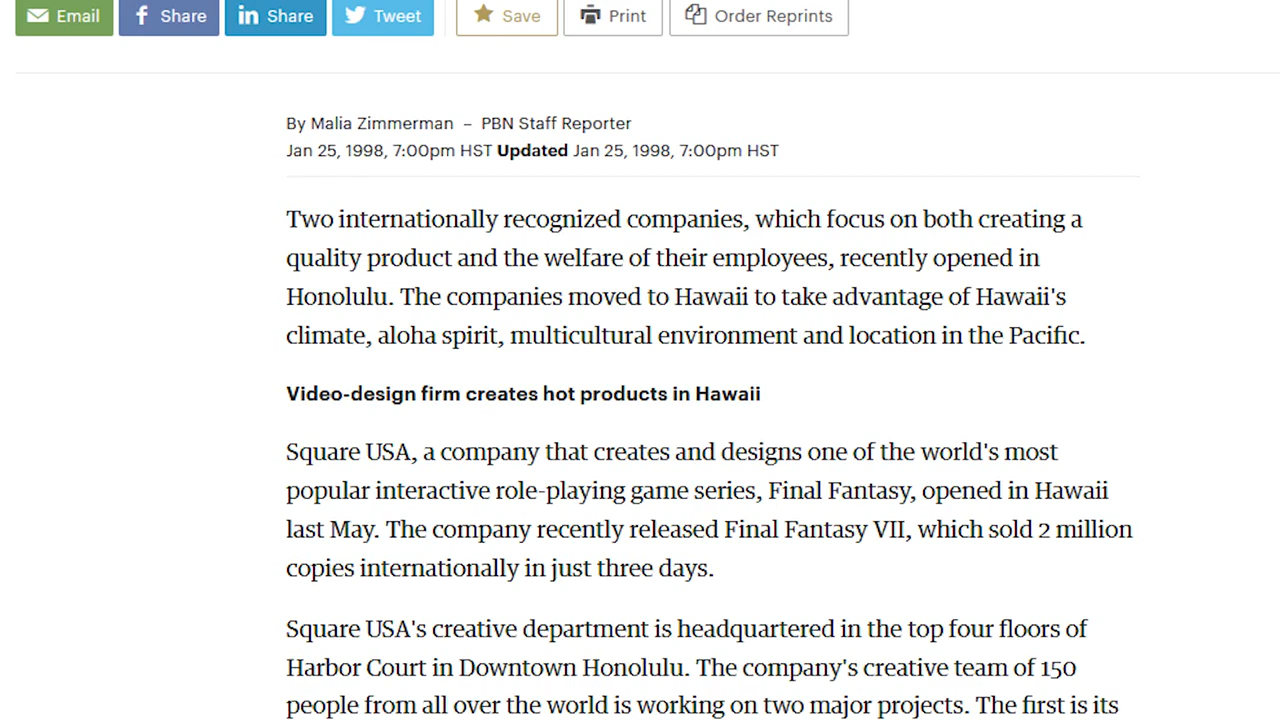 Email Share Share Tweet Save Print Order Reprints
By Malia Zimmerman – PBN Staff Reporter
Jan 25, 1998, 7:00pm HST Updated Jan 25, 1998, 7:00pm HST
Two internationally recognized companies, which focus on both creating a
quality product and the welfare of their employees, recently opened in
Honolulu. The companies moved to Hawaii to take advantage of Hawaii's
climate, aloha spirit, multicultural environment and location in the Pacific.
Video-design firm creates hot products in Hawaii
Square USA, a company that creates and designs one of the world's most
popular interactive role-playing game series, Final Fantasy, opened in Hawaii
last May. The company recently released Final Fantasy VII, which sold 2 million
copies internationally in just three days.
Square USA's creative department is headquartered in the top four floors of
Harbor Court in Downtown Honolulu. The company's creative team of 150
people from all over the world is working on two major projects. The first is its